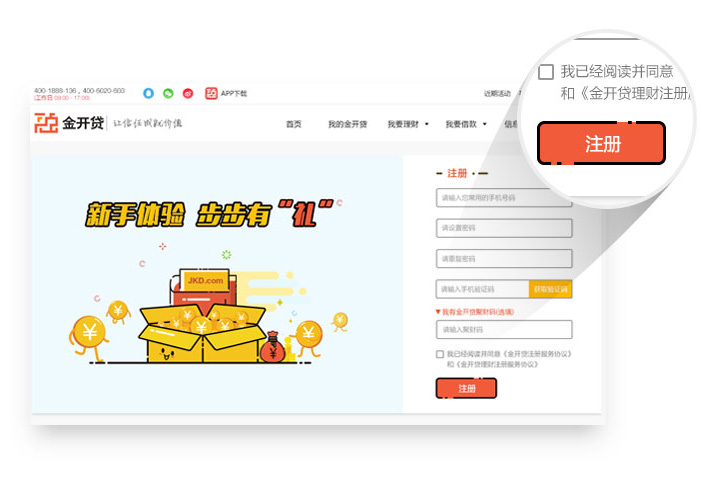 400-1888-136，400-6020-603
(工作日 09:00 - 17:00)
APP下载
近期活动
金开贷
让信任成就价值
首页
我的金开贷
我要理财
我要借款
我已经阅读并同意
和《金开贷理财注册
注册
新手体验 步步有“礼”
JKD.com
注册
请输入您常用的手机号码
请设置密码
请重复密码
请输入手机验证码
获取验证码
我有金开贷聚财码(选填)
请输入聚财码
我已经阅读并同意《金开贷注册服务协议》
和《金开贷理财注册服务协议》
注册